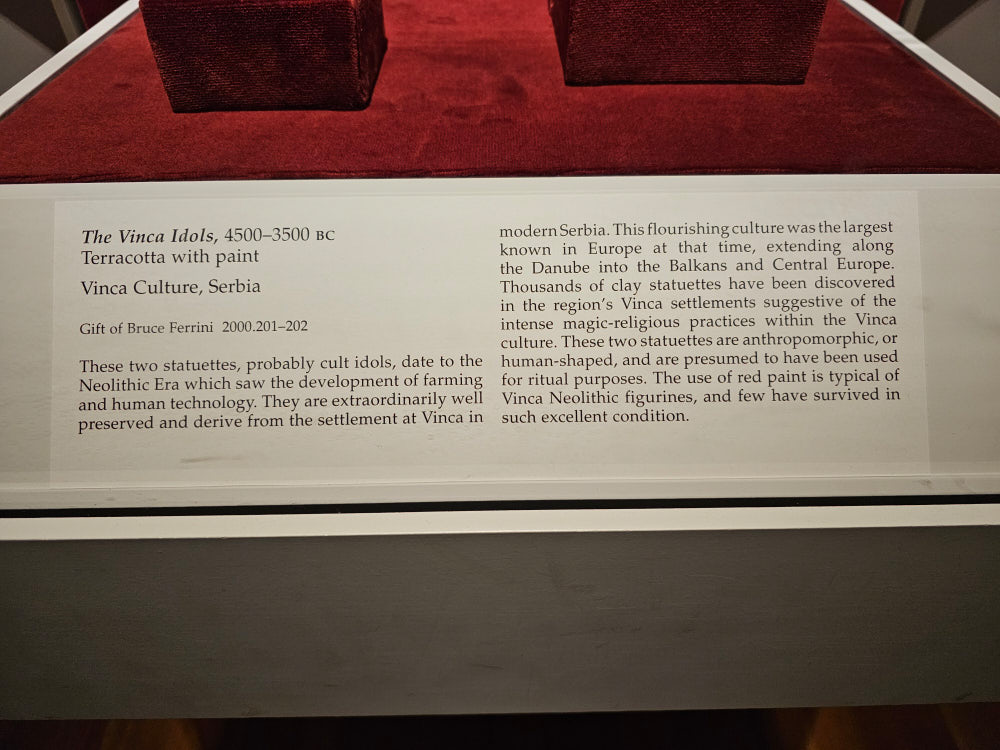 The Vinca Idols, 4500–3500 BC
Terracotta with paint
Vinca Culture, Serbia
Gift of Bruce Ferrini 2000.201–202
These two statuettes, probably cult idols, date to the
Neolithic Era which saw the development of farming
and human technology. They are extraordinarily well
preserved and derive from the settlement at Vinca in
modern Serbia. This flourishing culture was the largest
known in Europe at that time, extending along
the Danube into the Balkans and Central Europe.
Thousands of clay statuettes have been discovered
in the region's Vinca settlements suggestive of the
intense magic-religious practices within the Vinca
culture. These two statuettes are anthropomorphic, or
human-shaped, and are presumed to have been used
for ritual purposes. The use of red paint is typical of
Vinca Neolithic figurines, and few have survived in
such excellent condition.